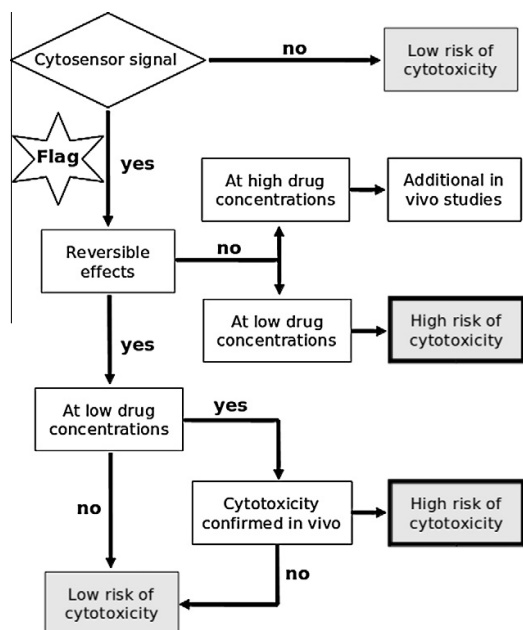 Cytosensor signal
no
Low risk of
cytotoxicity
Flag
yes
At high drug
concentrations
Additional in
vivo studies
Reversible
effects
no
At low drug
concentrations
High risk of
cytotoxicity
yes
At low drug
concentrations
yes
no
Cytotoxicity
confirmed in vivo
High risk of
cytotoxicity
no
Low risk of
cytotoxicity